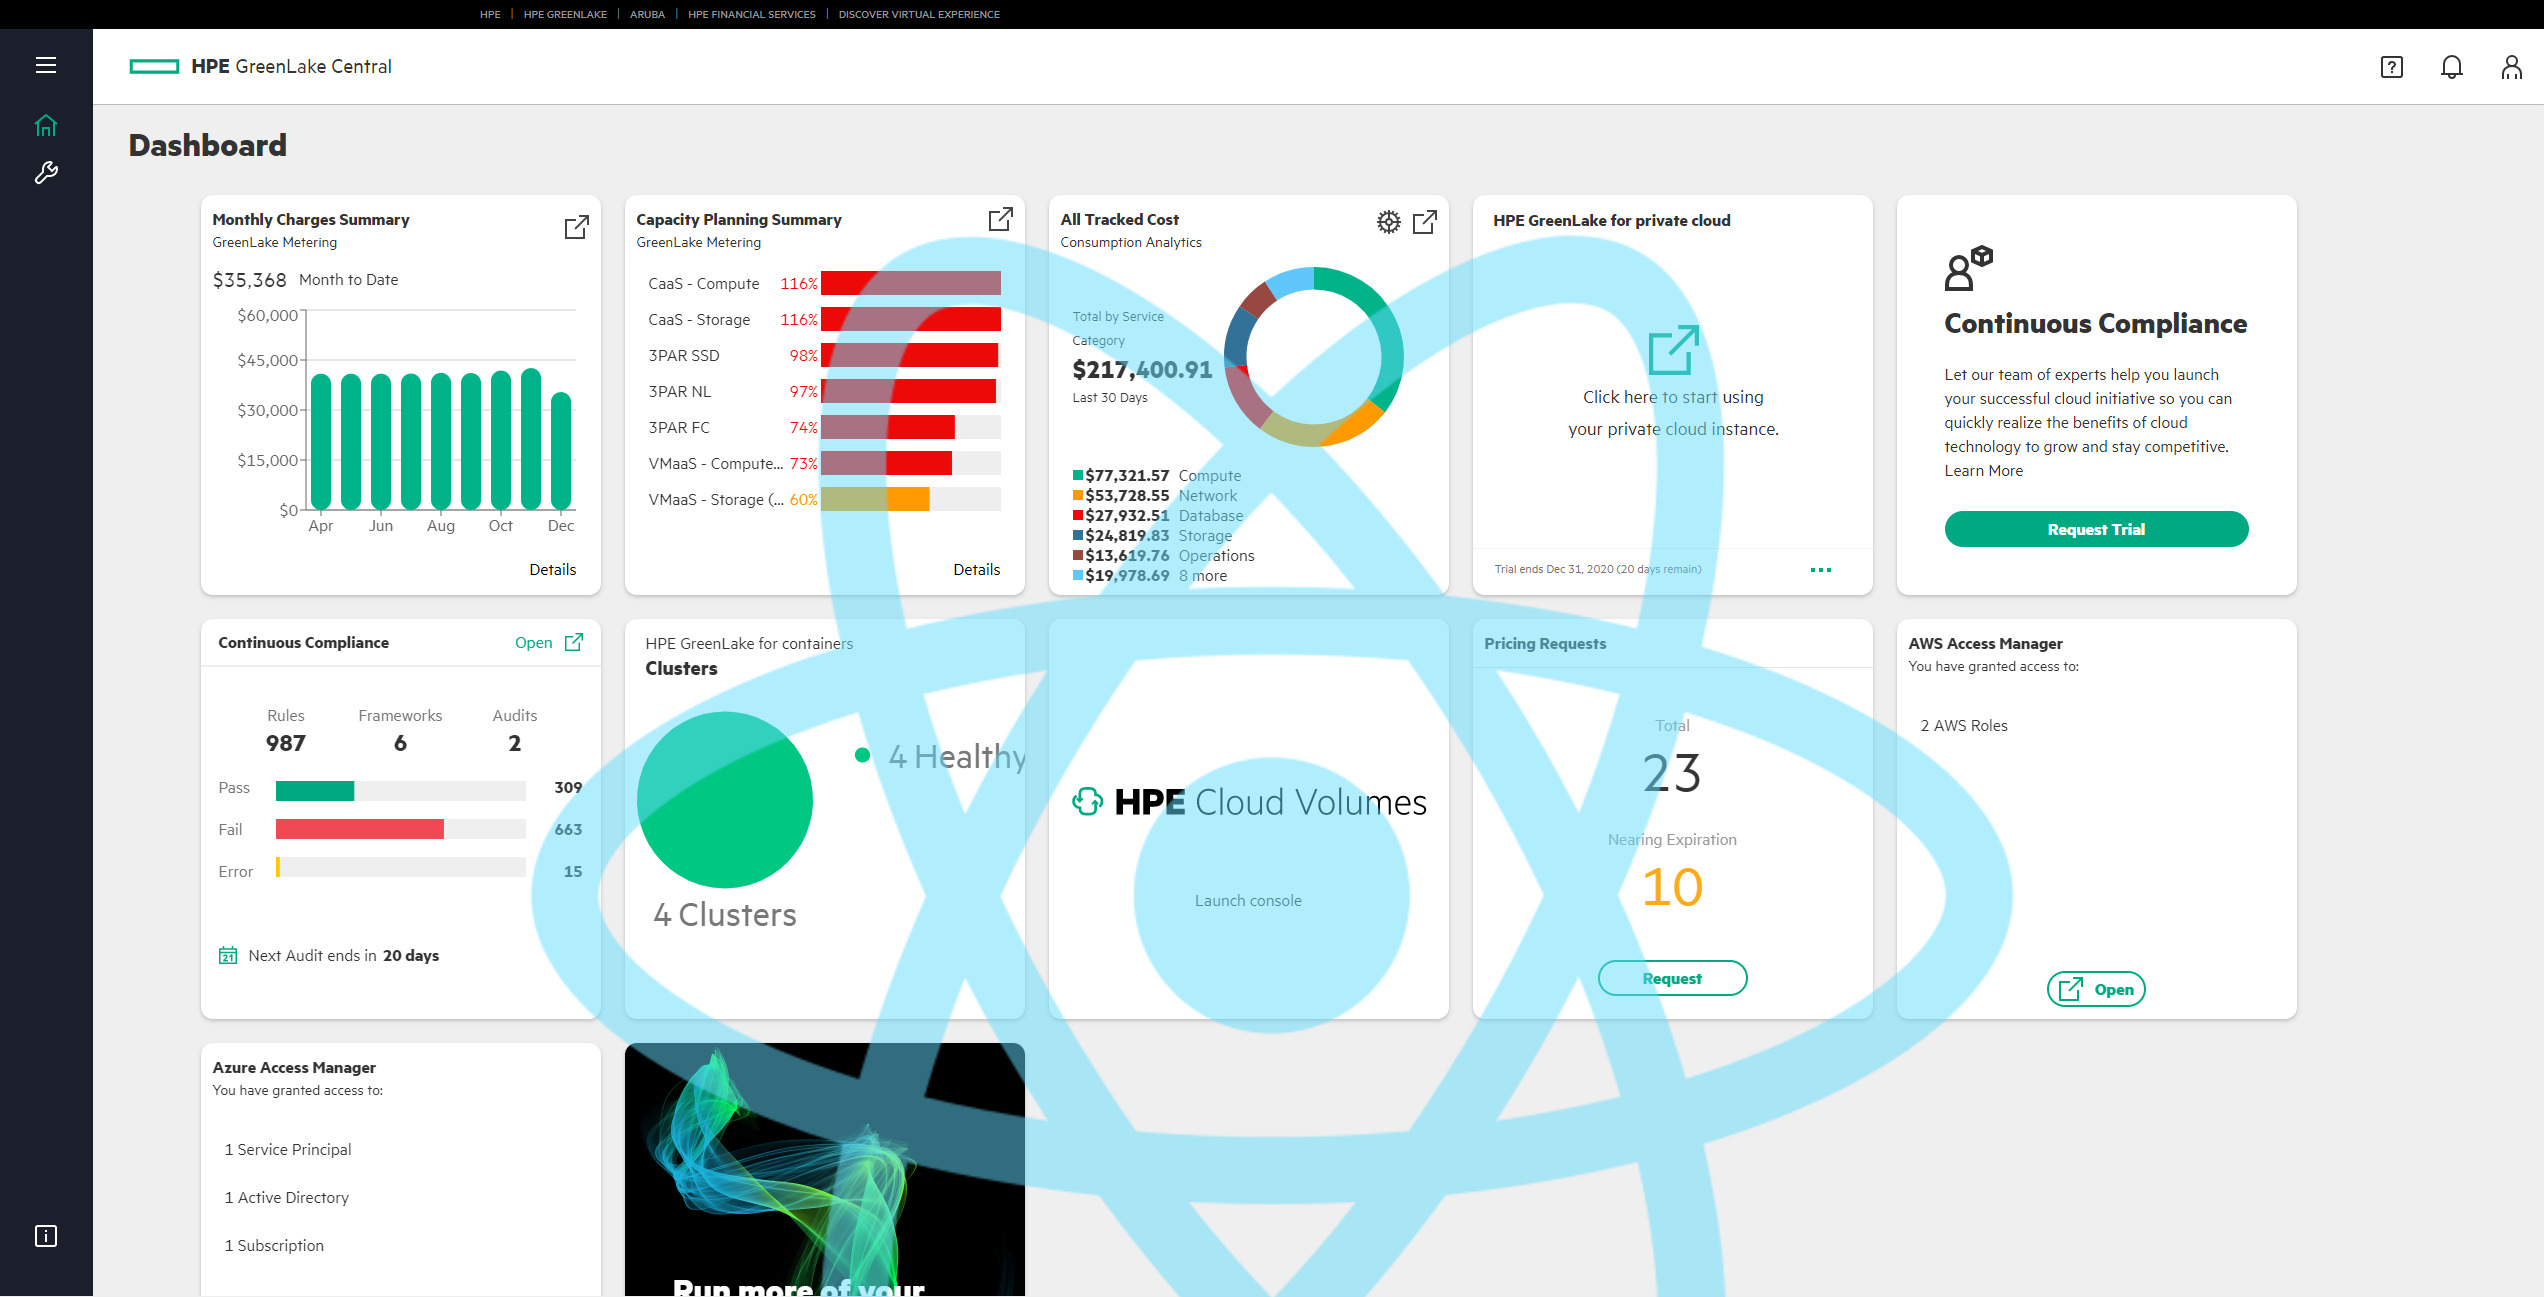 HPE | HPE GREENLAKE | ARUBA | HPE FINANCIAL SERVICES | DISCOVER VIRTUAL EXPERIENCE
HPE GreenLake Central
?
Dashboard
Monthly Charges Summary
GreenLake Metering
$35,368 Month to Date
$60,000
$45,000
$30,000
$15,000
$0
Apr Jun Aug Oct Dec
Details
Capacity Planning Summary
GreenLake Metering
CaaS - Compute 116%
CaaS - Storage 116%
3PAR SSD 98%
3PAR NL 97%
3PAR FC 74%
VMaaS - Compute... 73%
VMaaS - Storage (... 60%
Details
All Tracked Cost
Consumption Analytics
Total by Service
Category
$217,400.91
Last 30 Days
$77,321.57 Compute
$53,728.55 Network
$27,932.51 Database
$24,819.83 Storage
$13,619.76 Operations
$19,978.69 8 more
HPE GreenLake for private cloud
Click here to start using
your private cloud instance.
Trial ends Dec 31, 2020 (20 days remain)
Continuous Compliance
Let our team of experts help you launch
your successful cloud initiative so you can
quickly realize the benefits of cloud
technology to grow and stay competitive.
Learn More
Request Trial
Continuous Compliance Open
Rules Frameworks Audits
987 6 2
Pass 309
Fail 663
Error 15
21 Next Audit ends in 20 days
HPE GreenLake for containers
Clusters
4 Healthy
4 Clusters
HPE Cloud Volumes
Launch console
Pricing Requests
Total
23
Nearing Expiration
10
Request
AWS Access Manager
You have granted access to:
2 AWS Roles
Open
Azure Access Manager
You have granted access to:
1 Service Principal
1 Active Directory
1 Subscription
Run more of your